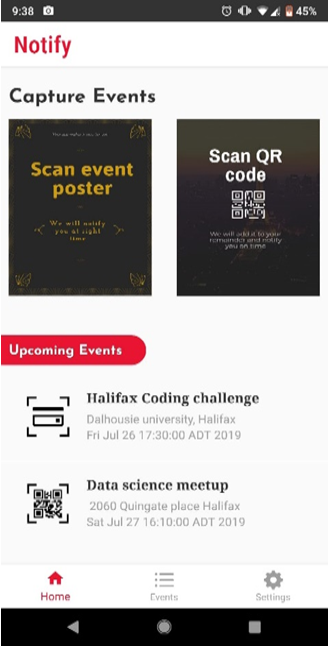 9:38
45%
Notify
Capture Events
Scan event
poster
We will notify
you at right
time
Scan QR
code
We will add it to your
remainder and notify
you on time
Upcoming Events
Halifax Coding challenge
Dalhousie university, Halifax
Fri Jul 26 17:30:00 ADT 2019
Data science meetup
2060 Quingate place Halifax
Sat Jul 27 16:10:00 ADT 2019
Home
Events
Settings